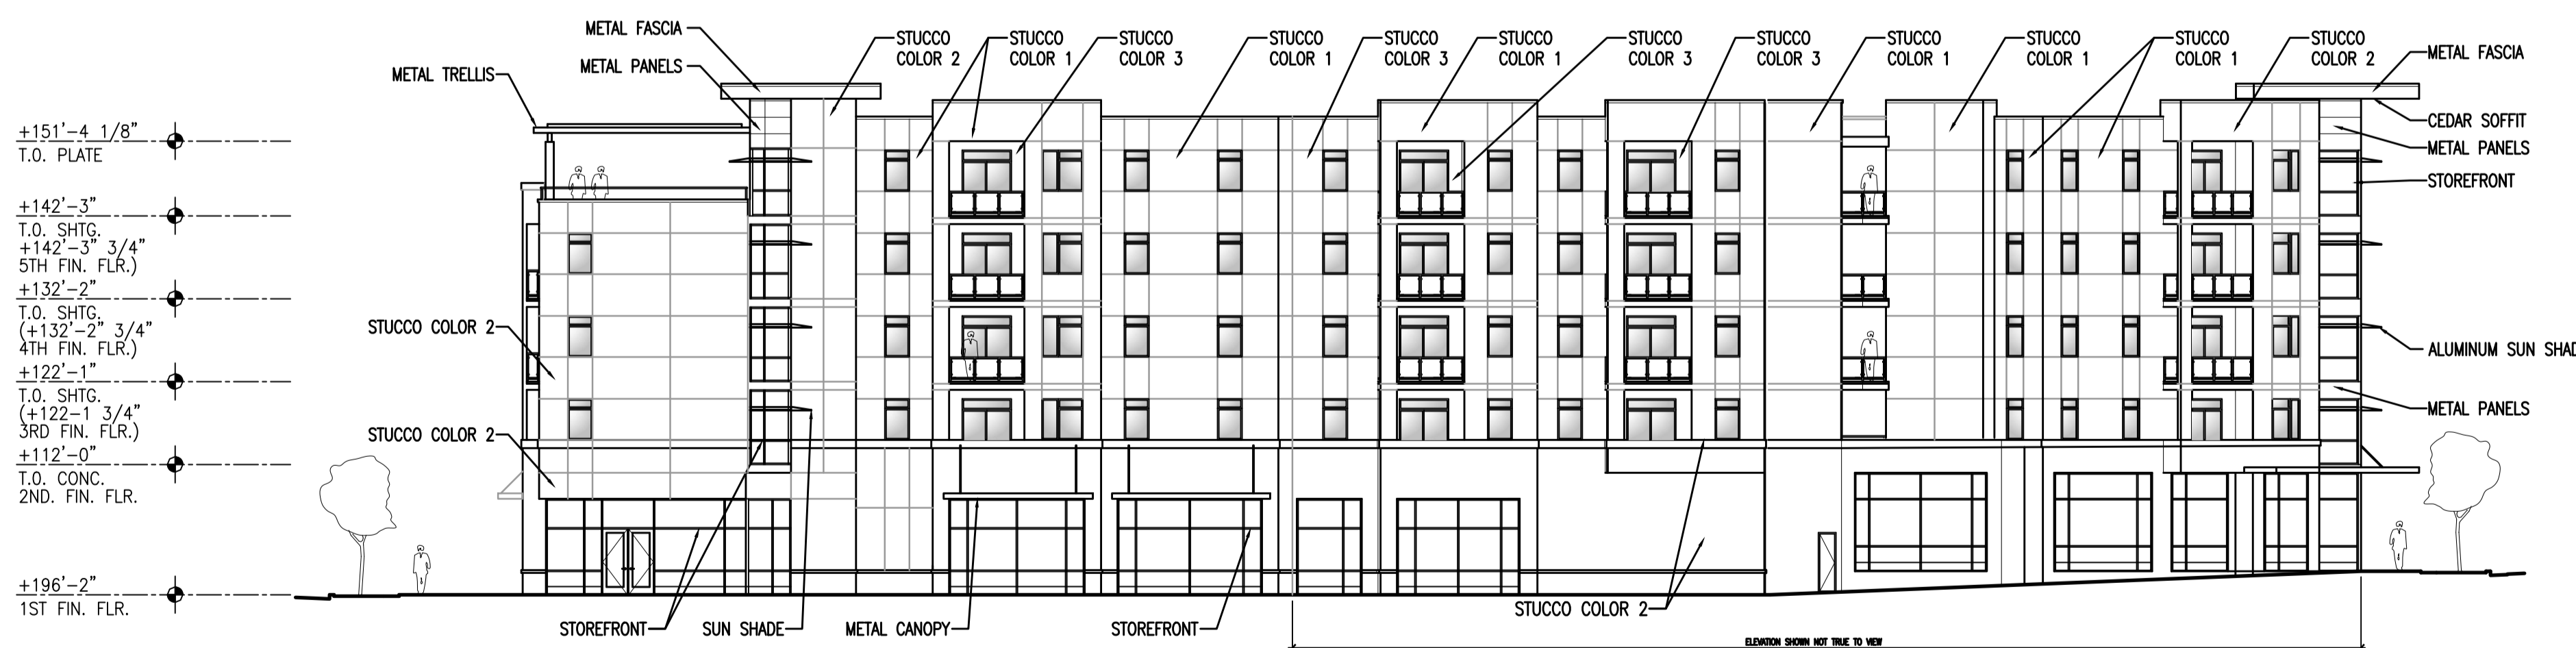 METAL FASCIA
METAL PANELS
METAL TRELLIS
STUCCO
COLOR 2
STUCCO
COLOR 1
STUCCO
COLOR 3
STUCCO
COLOR 1
STUCCO
COLOR 3
STUCCO
COLOR 1
STUCCO
COLOR 3
STUCCO
COLOR 3
STUCCO
COLOR 1
STUCCO
COLOR 1
STUCCO
COLOR 1
STUCCO
COLOR 2
METAL FASCIA
CEDAR SOFFIT
METAL PANELS
STOREFRONT
ALUMINUM SUN SHAD
METAL PANELS
+151'-4 1/8"
T.O. PLATE
+142'-3"
T.O. SHTG.
+142'-3" 3/4"
5TH FIN. FLR.)
+132'-2"
T.O. SHTG.
(+132'-2" 3/4"
4TH FIN. FLR.)
+122'-1"
T.O. SHTG.
(+122-1 3/4"
3RD FIN. FLR.)
+112'-0"
T.O. CONC.
2ND. FIN. FLR.
+196'-2"
1ST FIN. FLR.
STUCCO COLOR 2
STUCCO COLOR 2
STOREFRONT
SUN SHADE
METAL CANOPY
STOREFRONT
STUCCO COLOR 2
ELEVATION SHOWN NOT TRUE TO VIEW